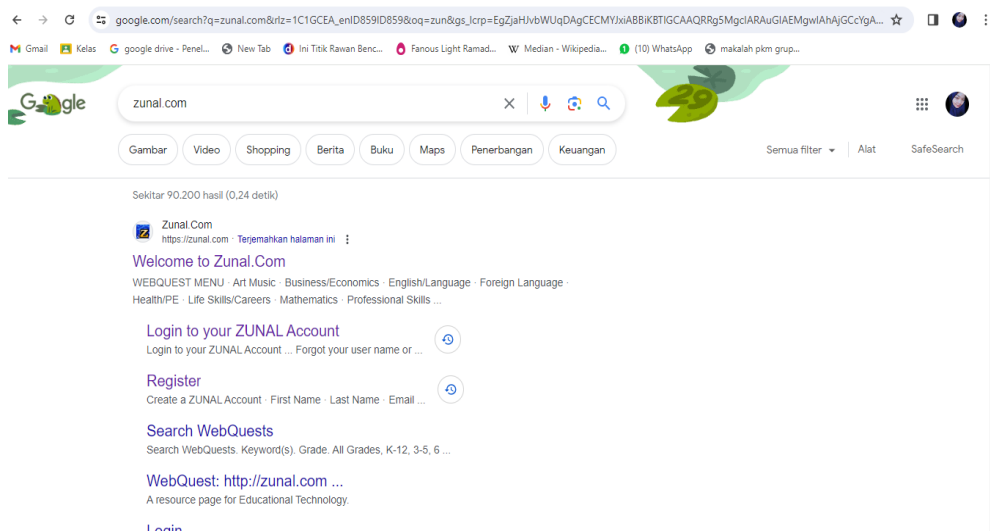 google.com/search?q=zunal.com&rlz=1C1GCEA_enID859ID859&oq=zun&gs_lcrp=EgZjaHJvbWUqDAgCECMYJxiABBiKBTIGCAAQRRg5MgcIARAuGIAEMgwIAhAjGCcYgA...
Gmail Kelas google drive - Penel... New Tab Ini Titik Rawan Benc... Fanous Light Ramad... Median - Wikipedia... (10) WhatsApp makalah pkm grup...
Google
zunal.com
29
Gambar Video Shopping Berita Buku Maps Penerbangan Keuangan Semua filter Alat SafeSearch
Sekitar 90.200 hasil (0,24 detik)
Zunal.Com
https://zunal.com · Terjemahkan halaman ini
Welcome to Zunal.Com
WEBQUEST MENU · Art Music · Business/Economics · English/Language · Foreign Language ·
Health/PE · Life Skills/Careers · Mathematics · Professional Skills ...
Login to your ZUNAL Account
Login to your ZUNAL Account ... Forgot your user name or ...
Register
Create a ZUNAL Account · First Name · Last Name · Email ...
Search WebQuests
Search WebQuests. Keyword(s). Grade. All Grades, K-12, 3-5, 6 ...
WebQuest: http://zunal.com ...
A resource page for Educational Technology.
Login